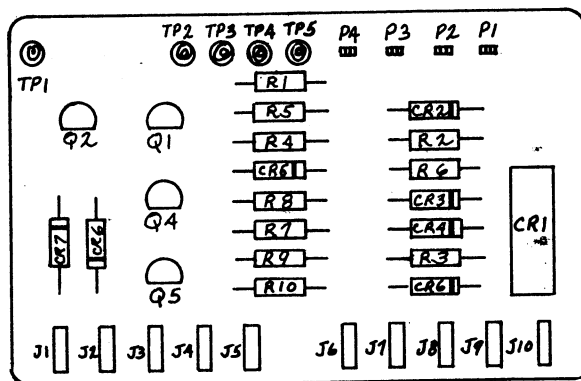 TP2 TP3 TP4 TP5 P4 P3 P2 P1
TP1
R1
R5 CR2
Q2 Q1 R4 R2
CR5 R6
Q4 R8 CR3 CR1
CR7 CR6 R7 CR4
R9 R3
Q5 R10 CR6
J1 J2 J3 J4 J5 J6 J7 J8 J9 J10